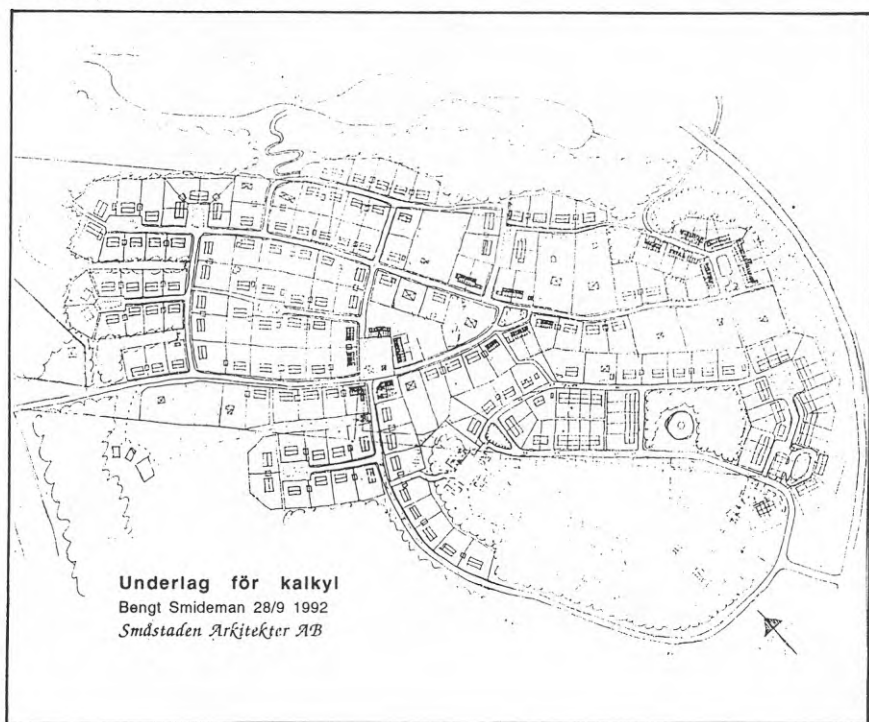 Underlag för kalkyl
Bengt Smideman 28/9 1992
Småstaden Arkitekter AB